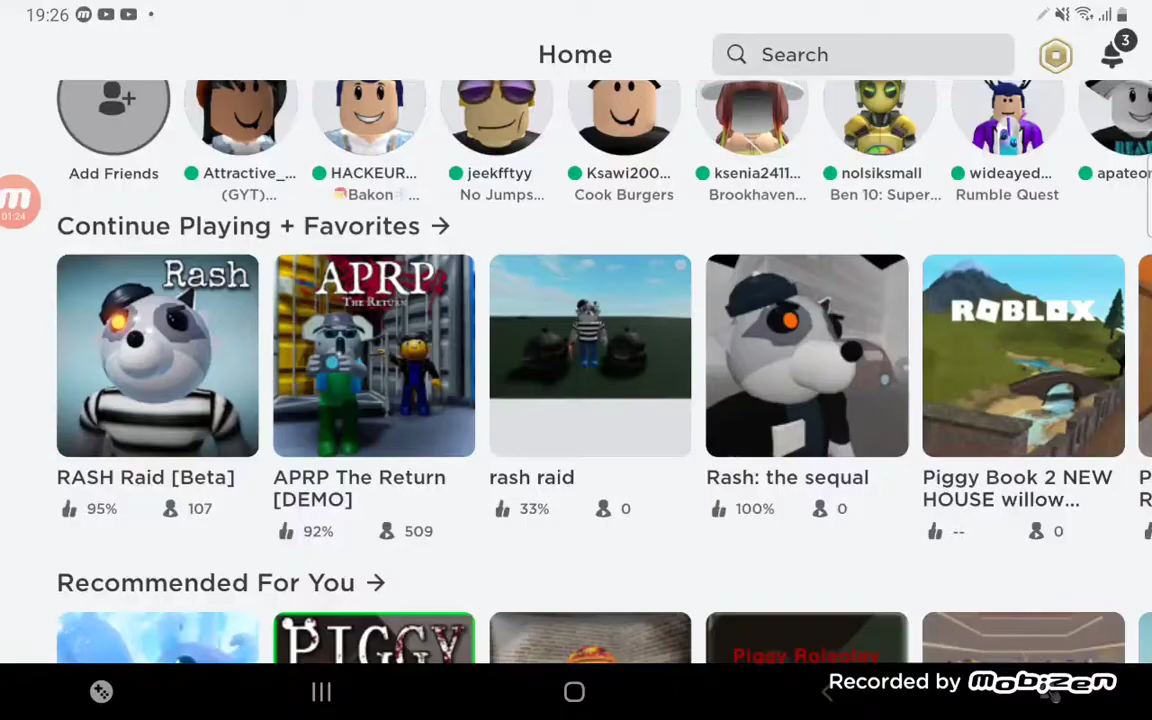 19:26
Home
Search
3
01:24
Add Friends
Attractive_...
(GYT)...
HACKEUR...
Bakon...
jeekfftyy
No Jumps...
Ksawi200...
Cook Burgers
ksenia2411...
Brookhaven...
nolsiksmall
Ben 10: Super...
wideayed...
Rumble Quest
apateo
Continue Playing + Favorites →
Rash
APRP
THE RETURN
ROBLOX
RASH Raid [Beta]
95%
107
APRP The Return
[DEMO]
92%
509
rash raid
33%
0
Rash: the sequal
100%
0
Piggy Book 2 NEW
HOUSE willow...
--
0
P
Recommended For You →
PIGGY
Piggy Roleplay
Recorded by mobizen